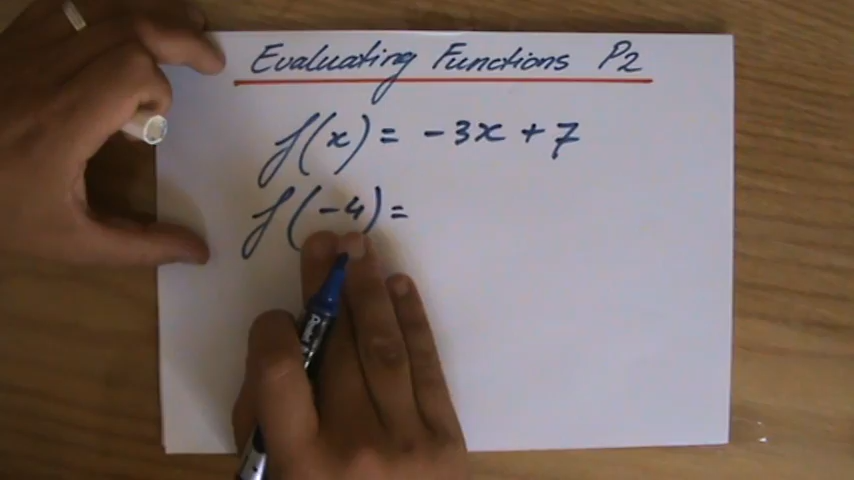 Evaluating Functions P2
f(x) = -3x + 7
f(-4) =